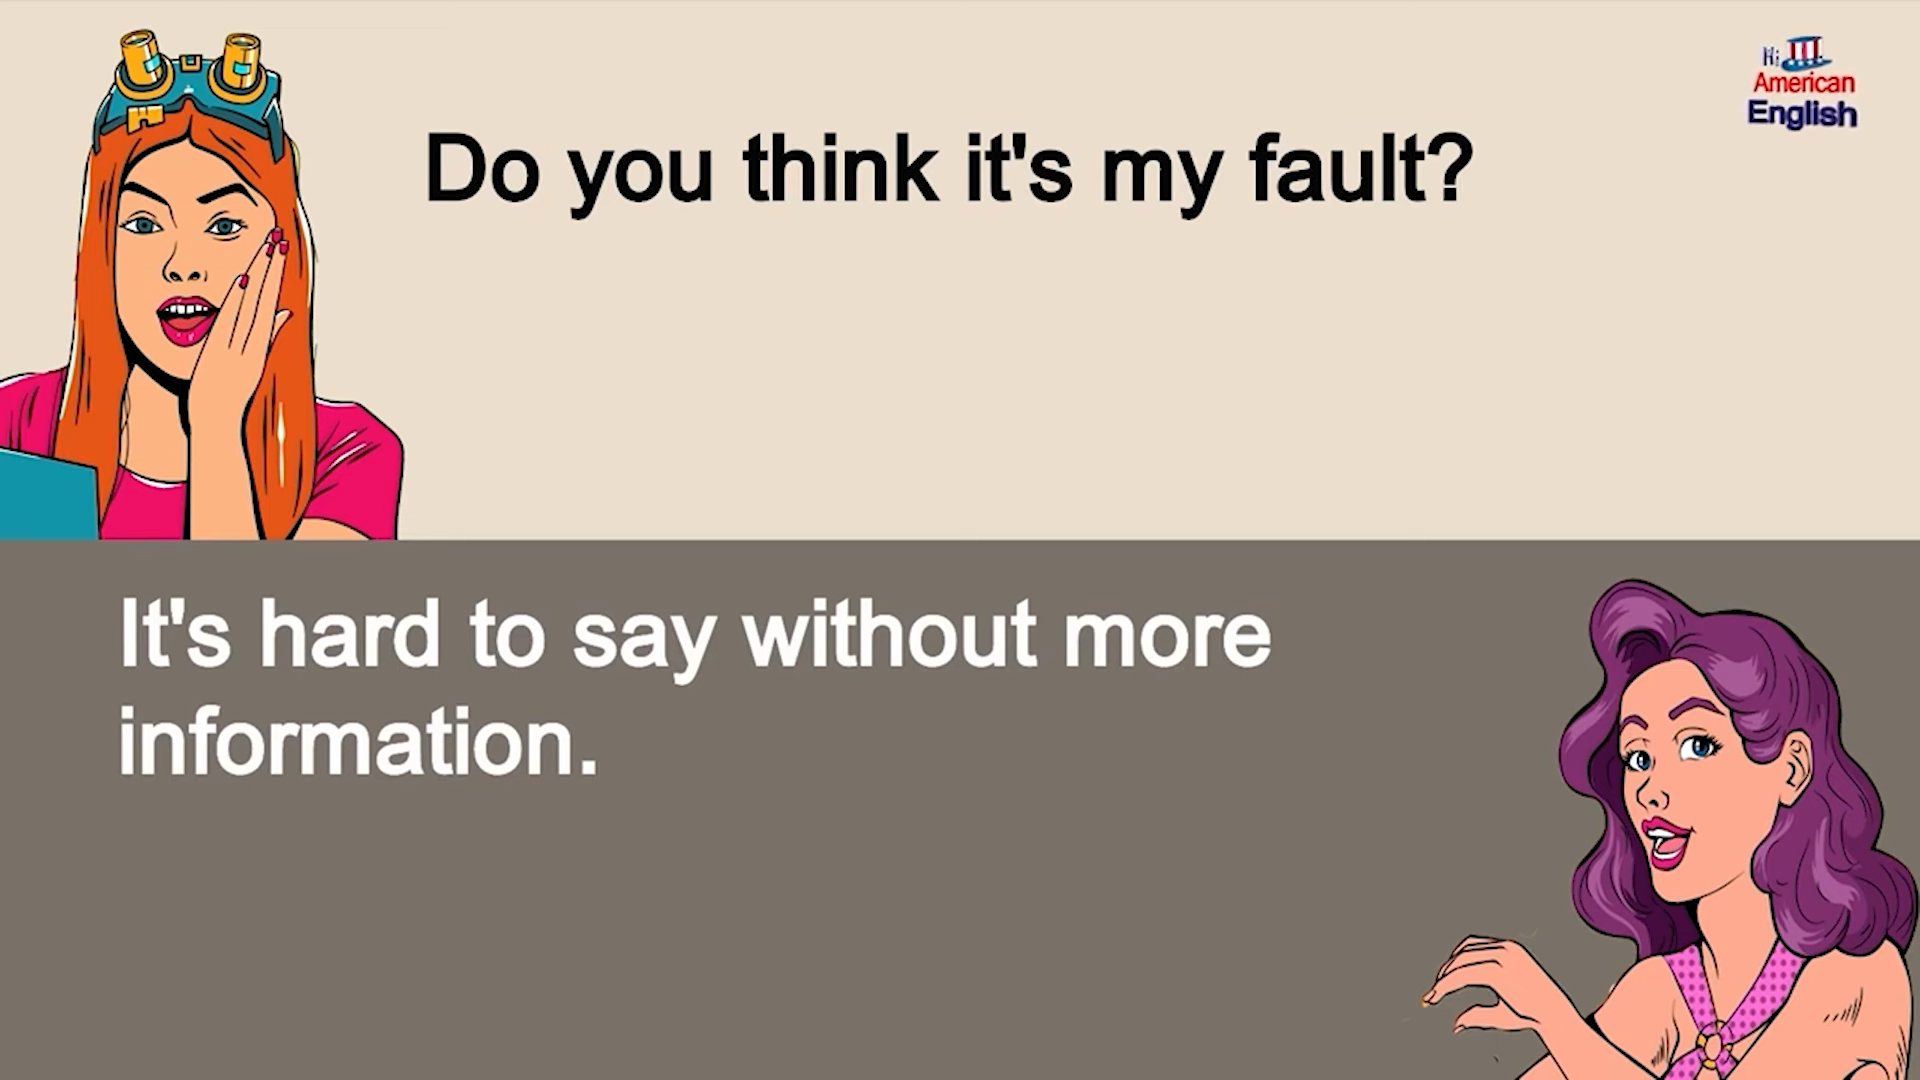 Hi
American
English
Do you think it's my fault?
It's hard to say without more
information.